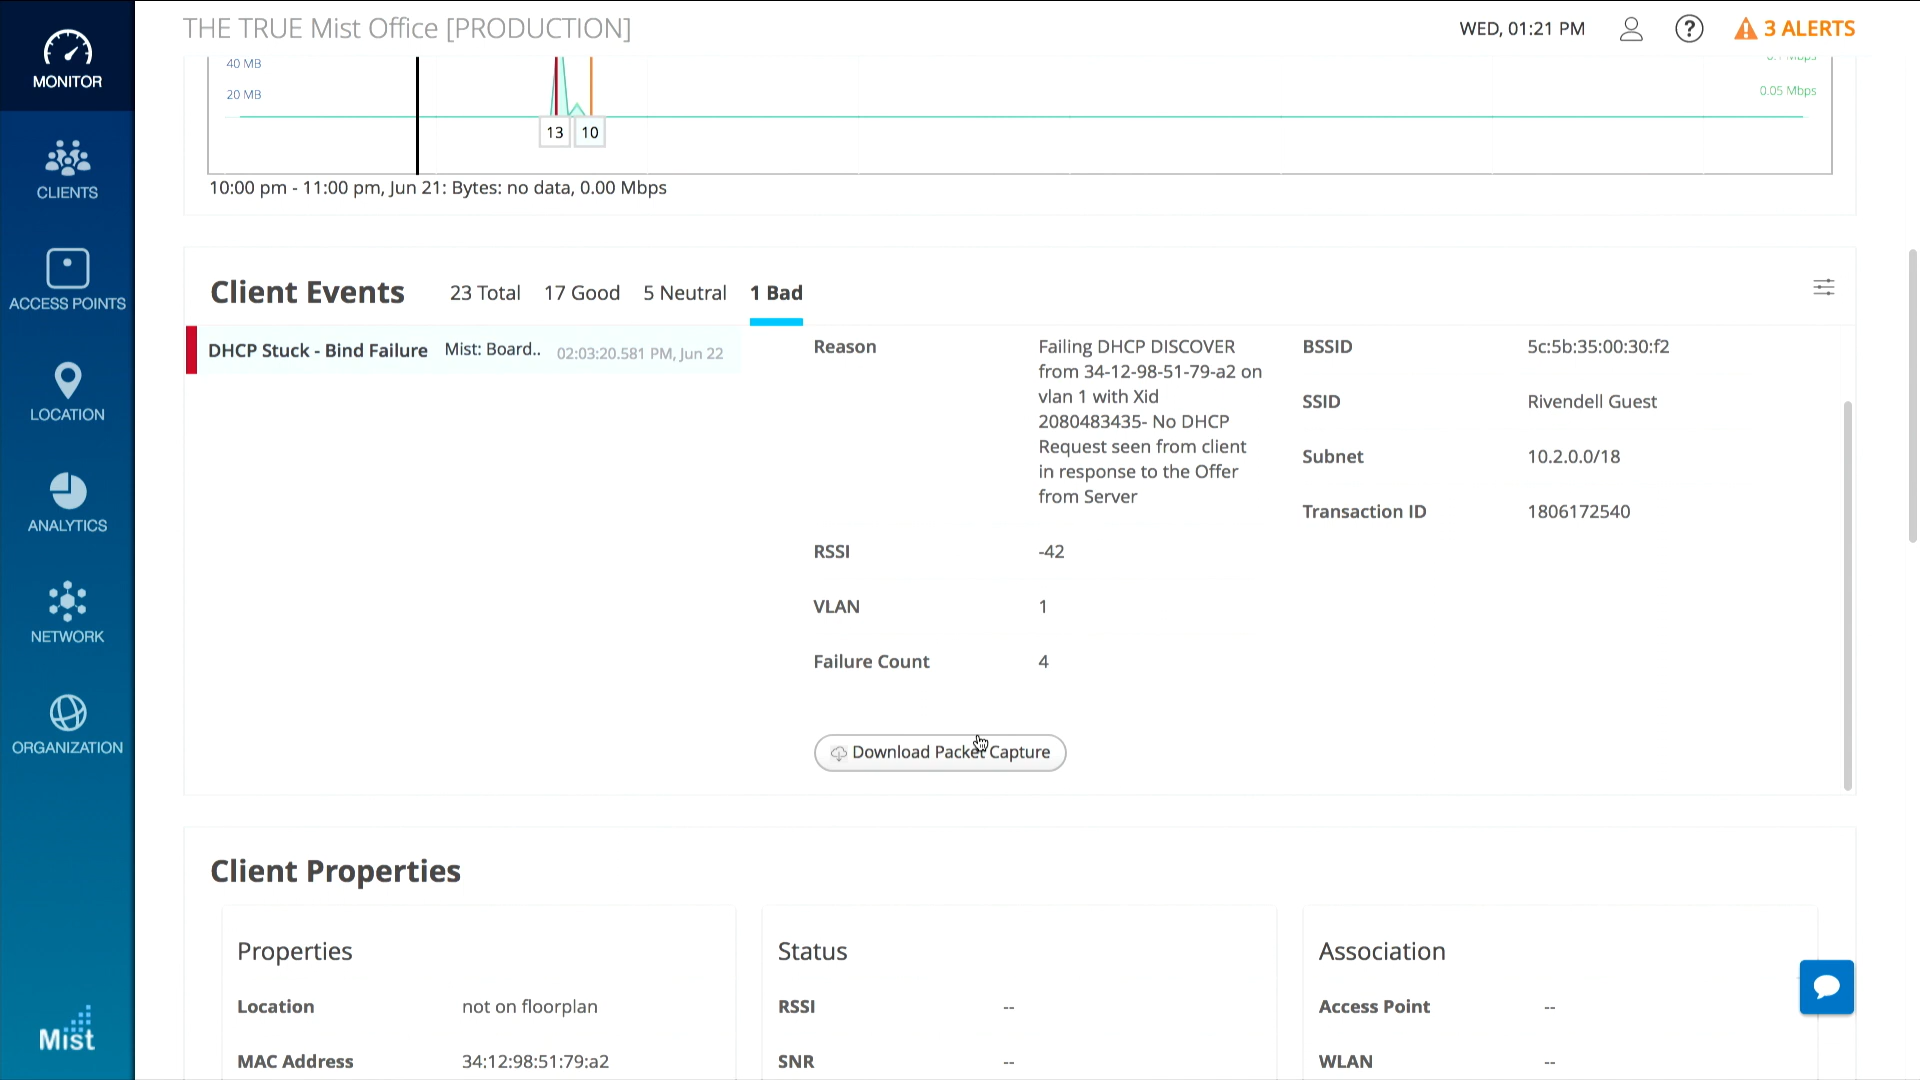 THE TRUE Mist Office [PRODUCTION]
WED, 01:21 PM
? 3 ALERTS
MONITOR
CLIENTS
ACCESS POINTS
LOCATION
ANALYTICS
NETWORK
ORGANIZATION
Mist
40 MB
20 MB
0.05 Mbps
13 10
10:00 pm - 11:00 pm, Jun 21: Bytes: no data, 0.00 Mbps
Client Events 23 Total 17 Good 5 Neutral 1 Bad
DHCP Stuck - Bind Failure Mist: Board.. 02:03:20.581 PM, Jun 22
Reason
Failing DHCP DISCOVER
from 34-12-98-51-79-a2 on
vlan 1 with Xid
2080483435- No DHCP
Request seen from client
in response to the Offer
from Server
RSSI -42
VLAN 1
Failure Count 4
BSSID 5c:5b:35:00:30:f2
SSID Rivendell Guest
Subnet 10.2.0.0/18
Transaction ID 1806172540
Download Packet Capture
Client Properties
Properties
Location not on floorplan
MAC Address 34:12:98:51:79:a2
Status
RSSI --
SNR --
Association
Access Point --
WLAN --